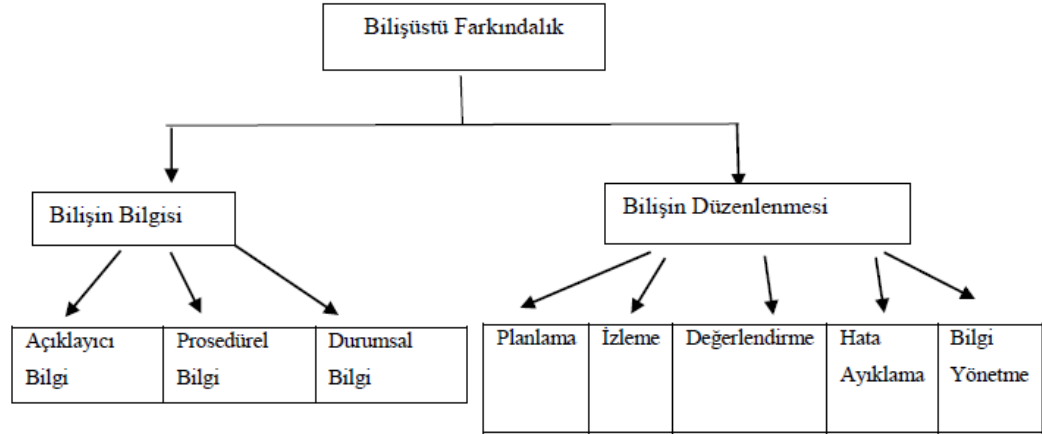 Bilişüstü Farkındalık
Bilişin Bilgisi
Bilişin Düzenlenmesi
Açıklayıcı
Bilgi
Prosedürel
Bilgi
Durumsal
Bilgi
Planlama
İzleme
Değerlendirme
Hata
Ayıklama
Bilgi
Yönetme